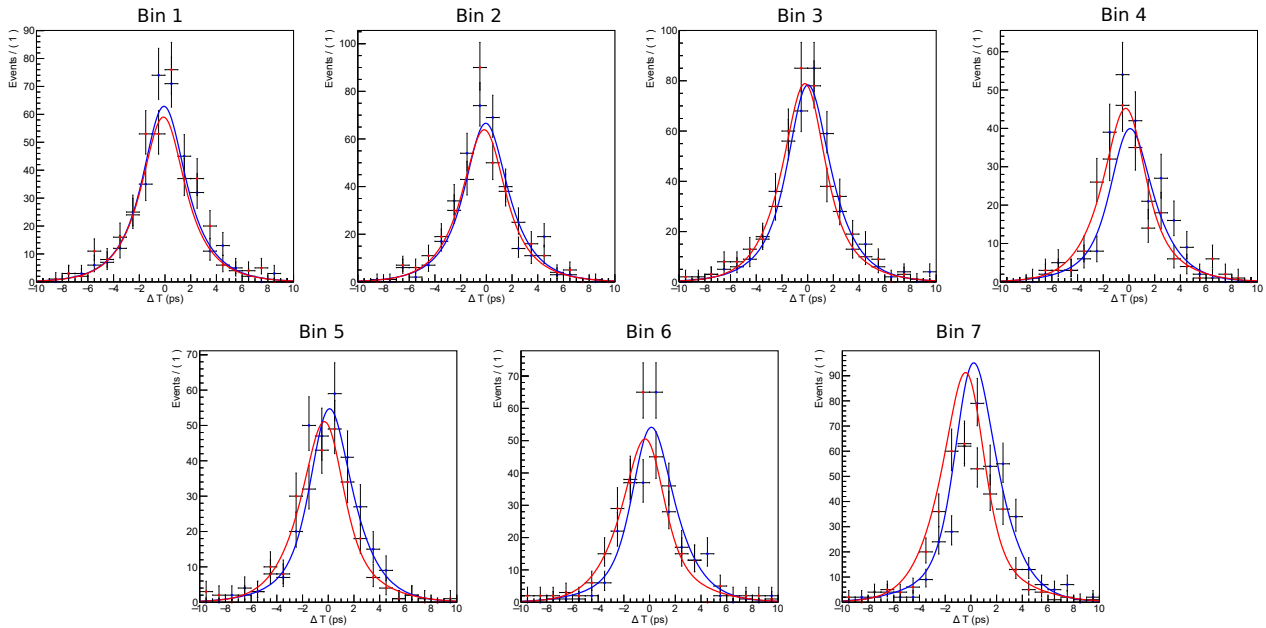 Bin 1
Bin 2
Bin 3
Bin 4
Events / ( 1 )
0 10 20 30 40 50 60 70 80 90
−10 −8 −6 −4 −2 0 2 4 6 8 10
Δ T (ps)
Events / ( 1 )
0 20 40 60 80 100
−10 −8 −6 −4 −2 0 2 4 6 8 10
Δ T (ps)
Events / ( 1 )
0 20 40 60 80 100
−10 −8 −6 −4 −2 0 2 4 6 8 10
Δ T (ps)
Events / ( 1 )
0 10 20 30 40 50 60
−10 −8 −6 −4 −2 0 2 4 6 8 10
Δ T (ps)
Bin 5
Bin 6
Bin 7
Events / ( 1 )
0 10 20 30 40 50 60 70
−10 −8 −6 −4 −2 0 2 4 6 8 10
Δ T (ps)
Events / ( 1 )
0 10 20 30 40 50 60 70
−10 −8 −6 −4 −2 0 2 4 6 8 10
Δ T (ps)
Events / ( 1 )
0 10 20 30 40 50 60 70 80 90
−10 −8 −6 −4 −2 0 2 4 6 8 10
Δ T (ps)